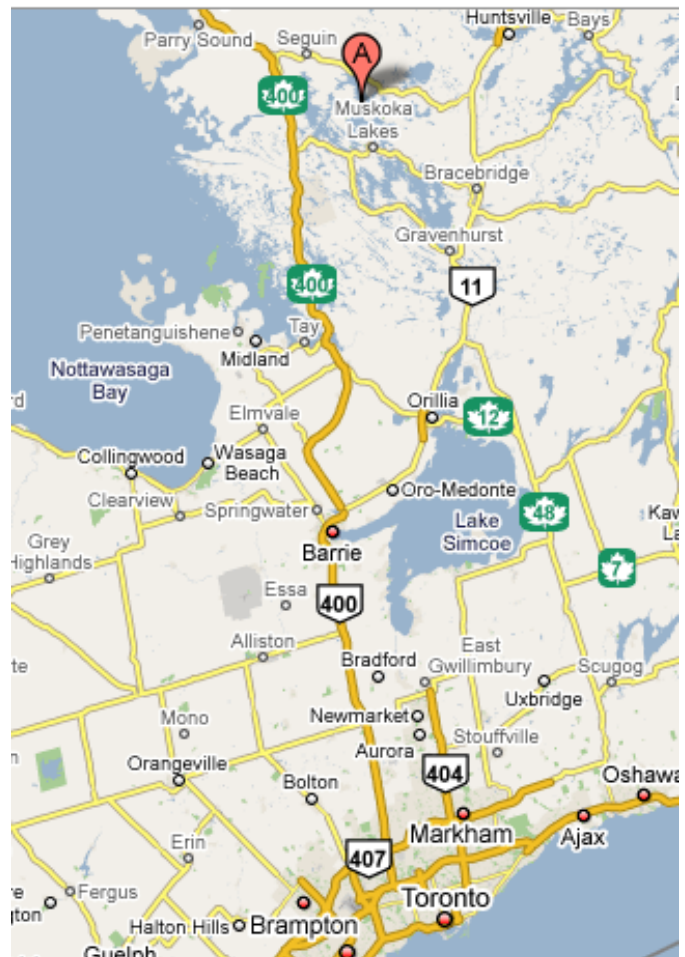 Huntsville
Bays
Parry Sound
Seguin
A
400
Muskoka
Lakes
Bracebridge
Gravenhurst
11
400
Penetanguishene
Tay
Midland
Nottawasaga
Bay
Orillia
12
Elmvale
Collingwood
Wasaga
Beach
Clearview
Springwater
Oro-Medonte
48
Lake
Simcoe
Barrie
Grey
Highlands
7
400
Essa
Alliston
Bradford
East
Gwillimbury
Scugog
Uxbridge
Mono
Newmarket
Aurora
Stouffville
Orangeville
Bolton
404
Oshawa
Markham
Ajax
Erin
407
Fergus
Toronto
Halton Hills
Brampton
Guelph